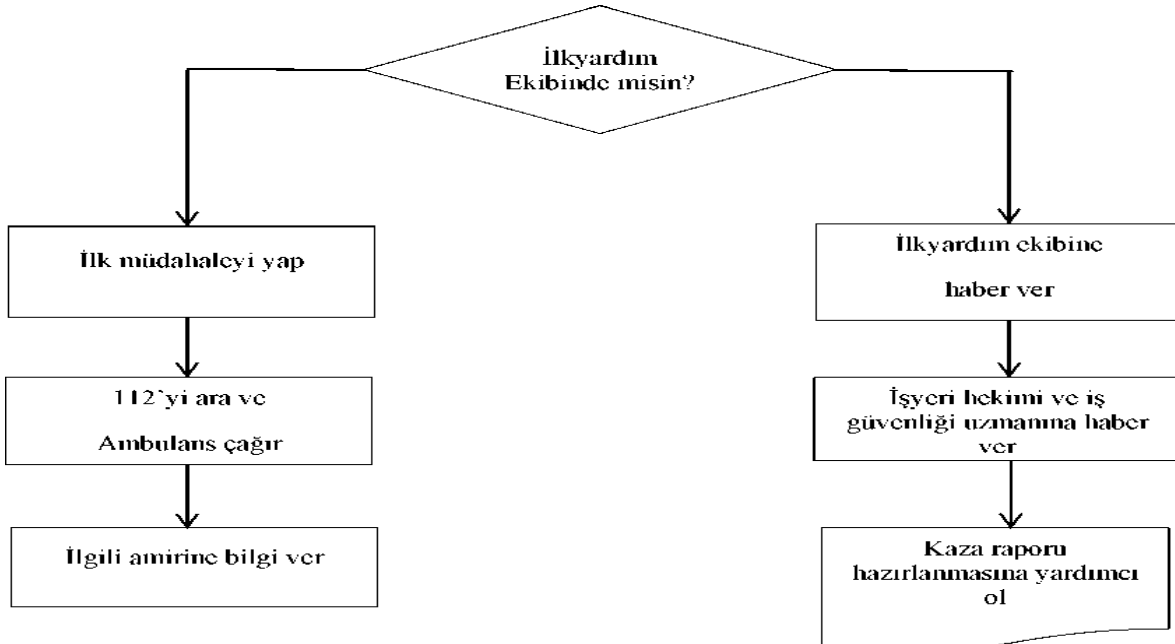 İlkyardım
Ekibinde misin?
İlk müdahaleyi yap
İlkyardım ekibine
haber ver
112'yi ara ve
Ambulans çağır
İşyeri hekimi ve iş
güvenliği uzmanına haber
ver
İlgili amirine bilgi ver
Kaza raporu
hazırlanmasına yardımcı
ol